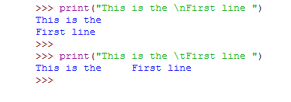 >>> print("This is the \nFirst line ")
This is the
First line
>>>
>>> print("This is the \tFirst line ")
This is the     First line
>>>